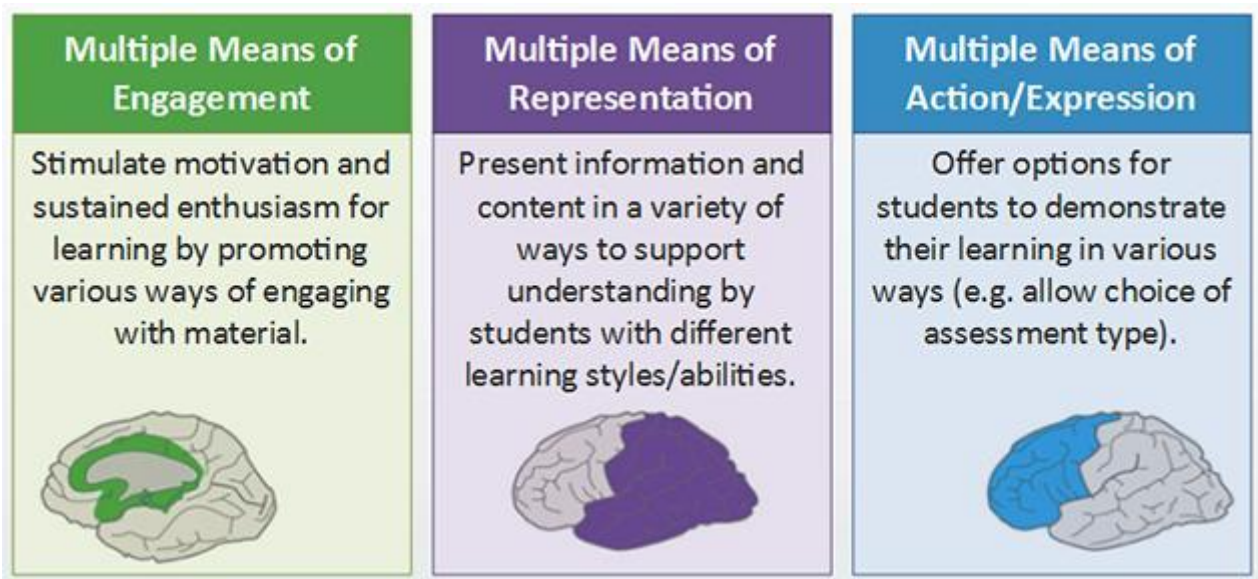 Multiple Means of
Engagement
Stimulate motivation and
sustained enthusiasm for
learning by promoting
various ways of engaging
with material.
Multiple Means of
Representation
Present information and
content in a variety of
ways to support
understanding by
students with different
learning styles/abilities.
Multiple Means of
Action/Expression
Offer options for
students to demonstrate
their learning in various
ways (e.g. allow choice of
assessment type).